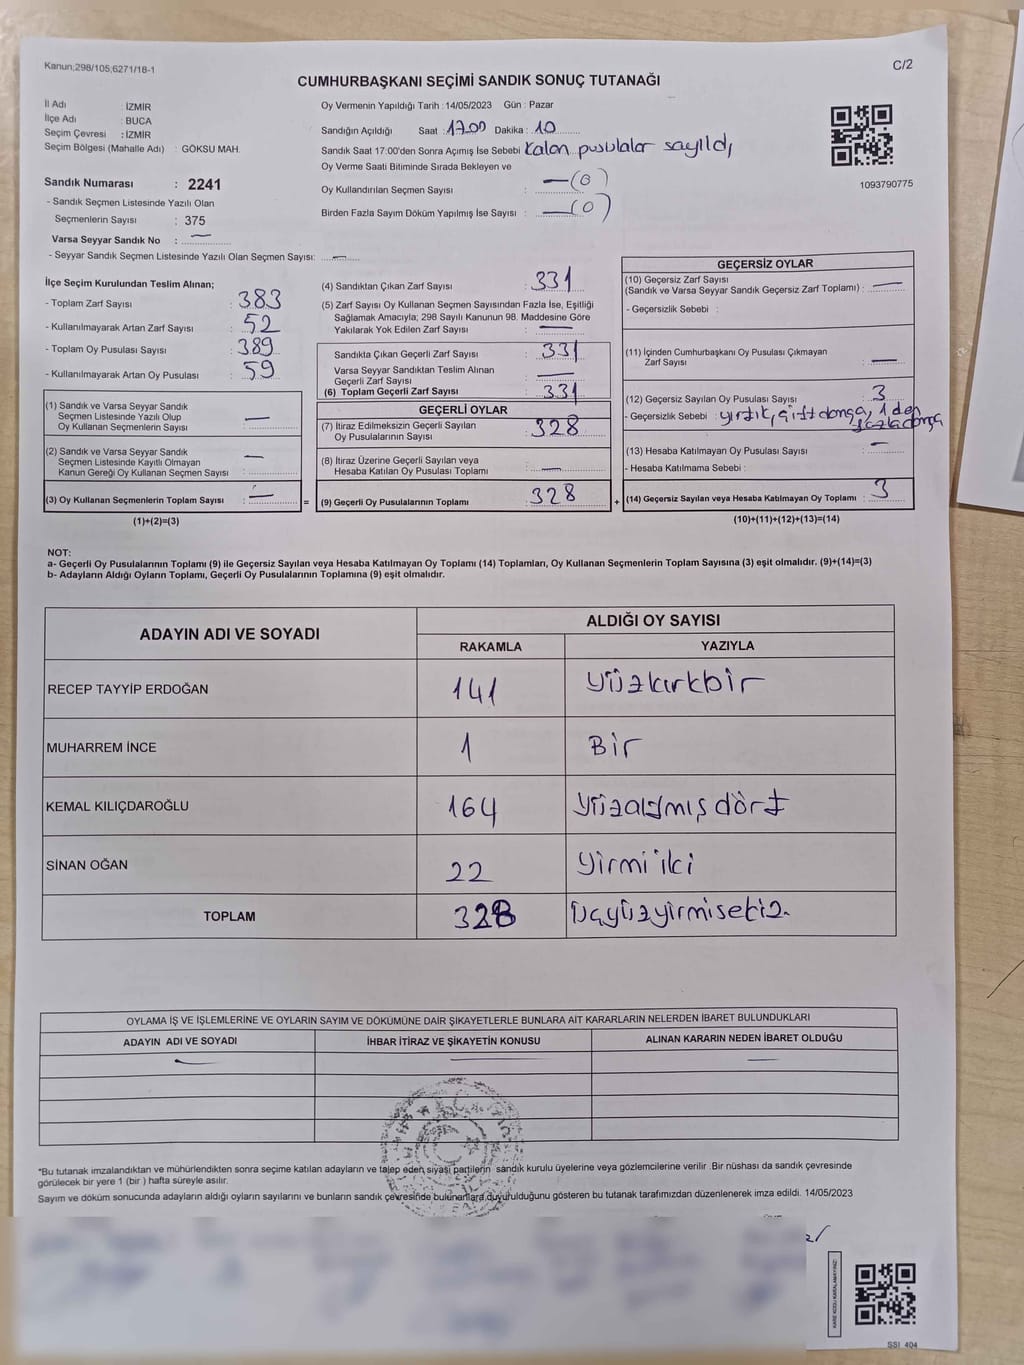 Kanun;298/105,6271/18-1
C/2
CUMHURBAŞKANI SEÇİMİ SANDIK SONUÇ TUTANAĞI
İl Adı : İZMİR
İlçe Adı : BUCA
Seçim Çevresi : İZMİR
Seçim Bölgesi (Mahalle Adı) : GÖKSU MAH.
Sandık Numarası : 2241
- Sandık Seçmen Listesinde Yazılı Olan
Seçmenlerin Sayısı : 375
Varsa Seyyar Sandık No : —
- Seyyar Sandık Seçmen Listesinde Yazılı Olan Seçmen Sayısı: —
Oy Vermenin Yapıldığı Tarih : 14/05/2023 Gün : Pazar
Sandığın Açıldığı Saat : 17.00 Dakika : 10
Sandık Saat 17:00'den Sonra Açımış İse Sebebi Kalan pusulalar sayıldı
Oy Verme Saati Bitiminde Sırada Bekleyen ve
Oy Kullandırılan Seçmen Sayısı : —(0)
Birden Fazla Sayım Döküm Yapılmış İse Sayısı : —(0)
1093790775
İlçe Seçim Kurulundan Teslim Alınan;
- Toplam Zarf Sayısı : 383
- Kullanılmayarak Artan Zarf Sayısı : 52
- Toplam Oy Pusulası Sayısı : 389
- Kullanılmayarak Artan Oy Pusulası : 59
(1) Sandık ve Varsa Seyyar Sandık
Seçmen Listesinde Yazılı Olup
Oy Kullanan Seçmenlerin Sayısı : —
(2) Sandık ve Varsa Seyyar Sandık
Seçmen Listesinde Kayıtlı Olmayan
Kanun Gereği Oy Kullanan Seçmen Sayısı : —
(3) Oy Kullanan Seçmenlerin Toplam Sayısı : — =
(1)+(2)=(3)
(4) Sandıktan Çıkan Zarf Sayısı : 331
(5) Zarf Sayısı Oy Kullanan Seçmen Sayısından Fazla İse, Eşitliği
Sağlamak Amacıyla; 298 Sayılı Kanunun 98. Maddesine Göre
Yakılarak Yok Edilen Zarf Sayısı : —
Sandıkta Çıkan Geçerli Zarf Sayısı : 331
Varsa Seyyar Sandıktan Teslim Alınan
Geçerli Zarf Sayısı : —
(6) Toplam Geçerli Zarf Sayısı : 331
GEÇERLİ OYLAR
(7) İtiraz Edilmeksizin Geçerli Sayılan
Oy Pusulalarının Sayısı : 328
(8) İtiraz Üzerine Geçerli Sayılan veya
Hesaba Katılan Oy Pusulası Toplamı : —
(9) Geçerli Oy Pusulalarının Toplamı : 328 +
GEÇERSİZ OYLAR
(10) Geçersiz Zarf Sayısı
(Sandık ve Varsa Seyyar Sandık Geçersiz Zarf Toplamı) : —
- Geçersizlik Sebebi :
(11) İçinden Cumhurbaşkanı Oy Pusulası Çıkmayan
Zarf Sayısı : —
(12) Geçersiz Sayılan Oy Pusulası Sayısı : 3
- Geçersizlik Sebebi : yırtık, çift damga, 1 den
fazla damga
(13) Hesaba Katılmayan Oy Pusulası Sayısı : —
- Hesaba Katılmama Sebebi :
(14) Geçersiz Sayılan veya Hesaba Katılmayan Oy Toplamı : 3
(10)+(11)+(12)+(13)=(14)
NOT:
a- Geçerli Oy Pusulalarının Toplamı (9) ile Geçersiz Sayılan veya Hesaba Katılmayan Oy Toplamı (14) Toplamları, Oy Kullanan Seçmenlerin Toplam Sayısına (3) eşit olmalıdır. (9)+(14)=(3)
b- Adayların Aldığı Oyların Toplamı, Geçerli Oy Pusulalarının Toplamına (9) eşit olmalıdır.
ADAYIN ADI VE SOYADI
ALDIĞI OY SAYISI
RAKAMLA YAZIYLA
RECEP TAYYİP ERDOĞAN 141 yüzkırkbir
MUHARREM İNCE 1 Bir
KEMAL KILIÇDAROĞLU 164 yüzaltmış dört
SİNAN OĞAN 22 yirmi iki
TOPLAM 328 Üçyüzyirmisekiz.
OYLAMA İŞ VE İŞLEMLERİNE VE OYLARIN SAYIM VE DÖKÜMÜNE DAİR ŞİKAYETLERLE BUNLARA AİT KARARLARIN NELERDEN İBARET BULUNDUKLARI
ADAYIN ADI VE SOYADI İHBAR İTİRAZ VE ŞİKAYETİN KONUSU ALINAN KARARIN NEDEN İBARET OLDUĞU
— — —
*Bu tutanak imzalandıktan ve mühürlendikten sonra seçime katılan adayların ve talep eden siyasi partilerin sandık kurulu üyelerine veya gözlemcilerine verilir .Bir nüshası da sandık çevresinde
görülecek bir yere 1 (bir ) hafta süreyle asılır.
Sayım ve döküm sonucunda adayların aldığı oyların sayılarını ve bunların sandık çevresinde bulunanlara duyurulduğunu gösteren bu tutanak tarafımızdan düzenlenerek imza edildi. 14/05/2023
KARE KODU KARALAMAYINIZ!
SSI_404